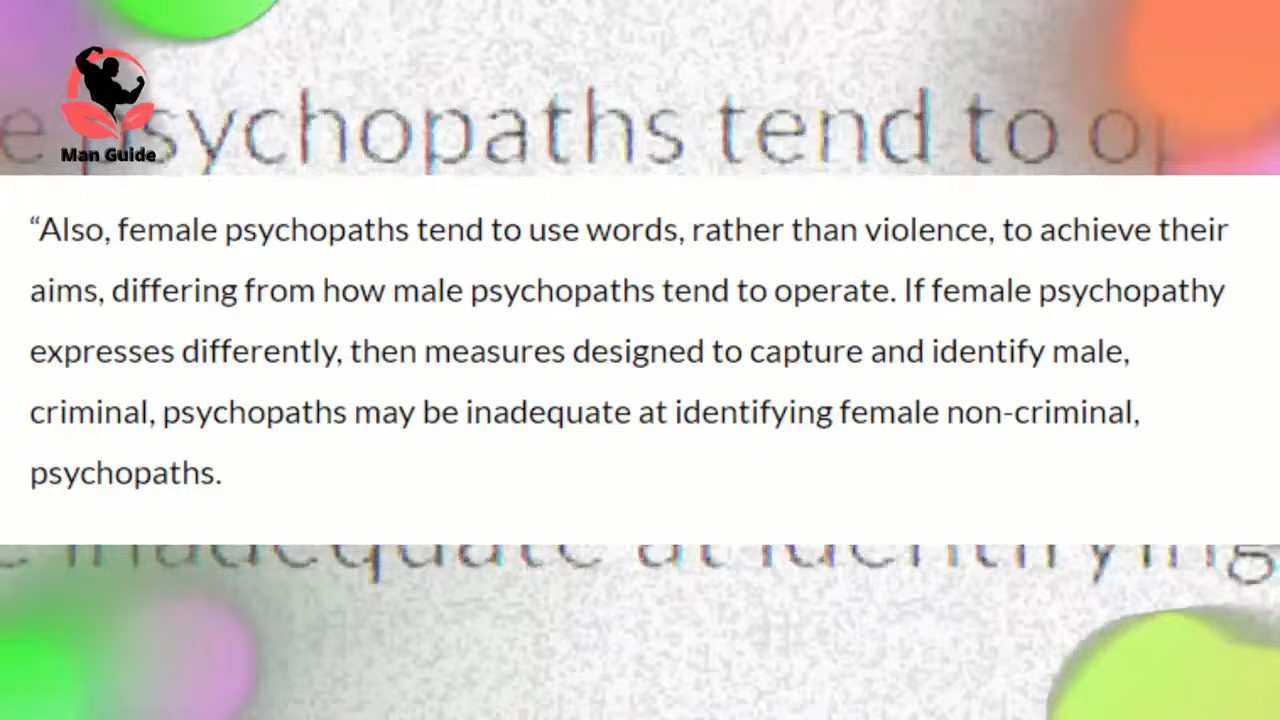 e psychopaths tend to op
Man Guide
“Also, female psychopaths tend to use words, rather than violence, to achieve their
aims, differing from how male psychopaths tend to operate. If female psychopathy
expresses differently, then measures designed to capture and identify male,
criminal, psychopaths may be inadequate at identifying female non-criminal,
psychopaths.
e inadequate at identifying